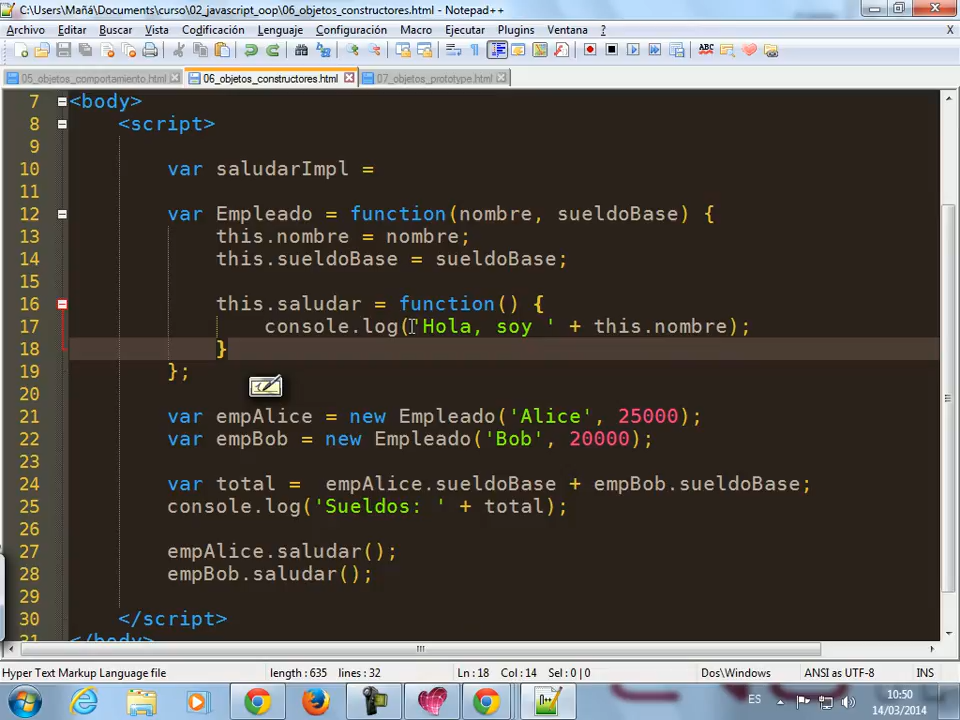 C:\Users\Mañá\Documents\curso\02_javascript_oop\06_objetos_constructores.html - Notepad++
Archivo Editar Buscar Vista Codificación Lenguaje Configuración Macro Ejecutar Plugins Ventana ? X
05_objetos_comportamiento.html 06_objetos_constructores.html 07_objetos_prototype.html
7 <body>
8 <script>
9
10 var saludarImpl =
11
12 var Empleado = function(nombre, sueldoBase) {
13 this.nombre = nombre;
14 this.sueldoBase = sueldoBase;
15
16 this.saludar = function() {
17 console.log('Hola, soy ' + this.nombre);
18 }
19 };
20
21 var empAlice = new Empleado('Alice', 25000);
22 var empBob = new Empleado('Bob', 20000);
23
24 var total =  empAlice.sueldoBase + empBob.sueldoBase;
25 console.log('Sueldos: ' + total);
26
27 empAlice.saludar();
28 empBob.saludar();
29
30 </script>
31 </body>
Hyper Text Markup Language file length : 635 lines : 32 Ln : 18 Col : 14 Sel : 0 | 0 Dos\Windows ANSI as UTF-8 INS
ES 10:50
14/03/2014